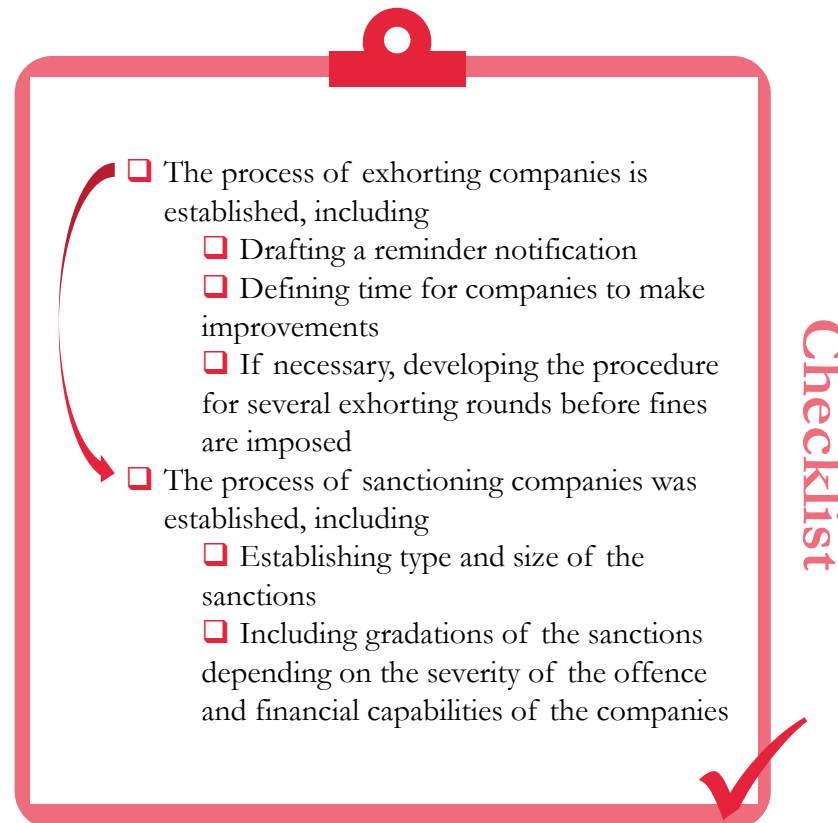 ❑ The process of exhorting companies is
established, including
❑ Drafting a reminder notification
❑ Defining time for companies to make
improvements
❑ If necessary, developing the procedure
for several exhorting rounds before fines
are imposed
❑ The process of sanctioning companies was
established, including
❑ Establishing type and size of the
sanctions
❑ Including gradations of the sanctions
depending on the severity of the offence
and financial capabilities of the companies
Checklist